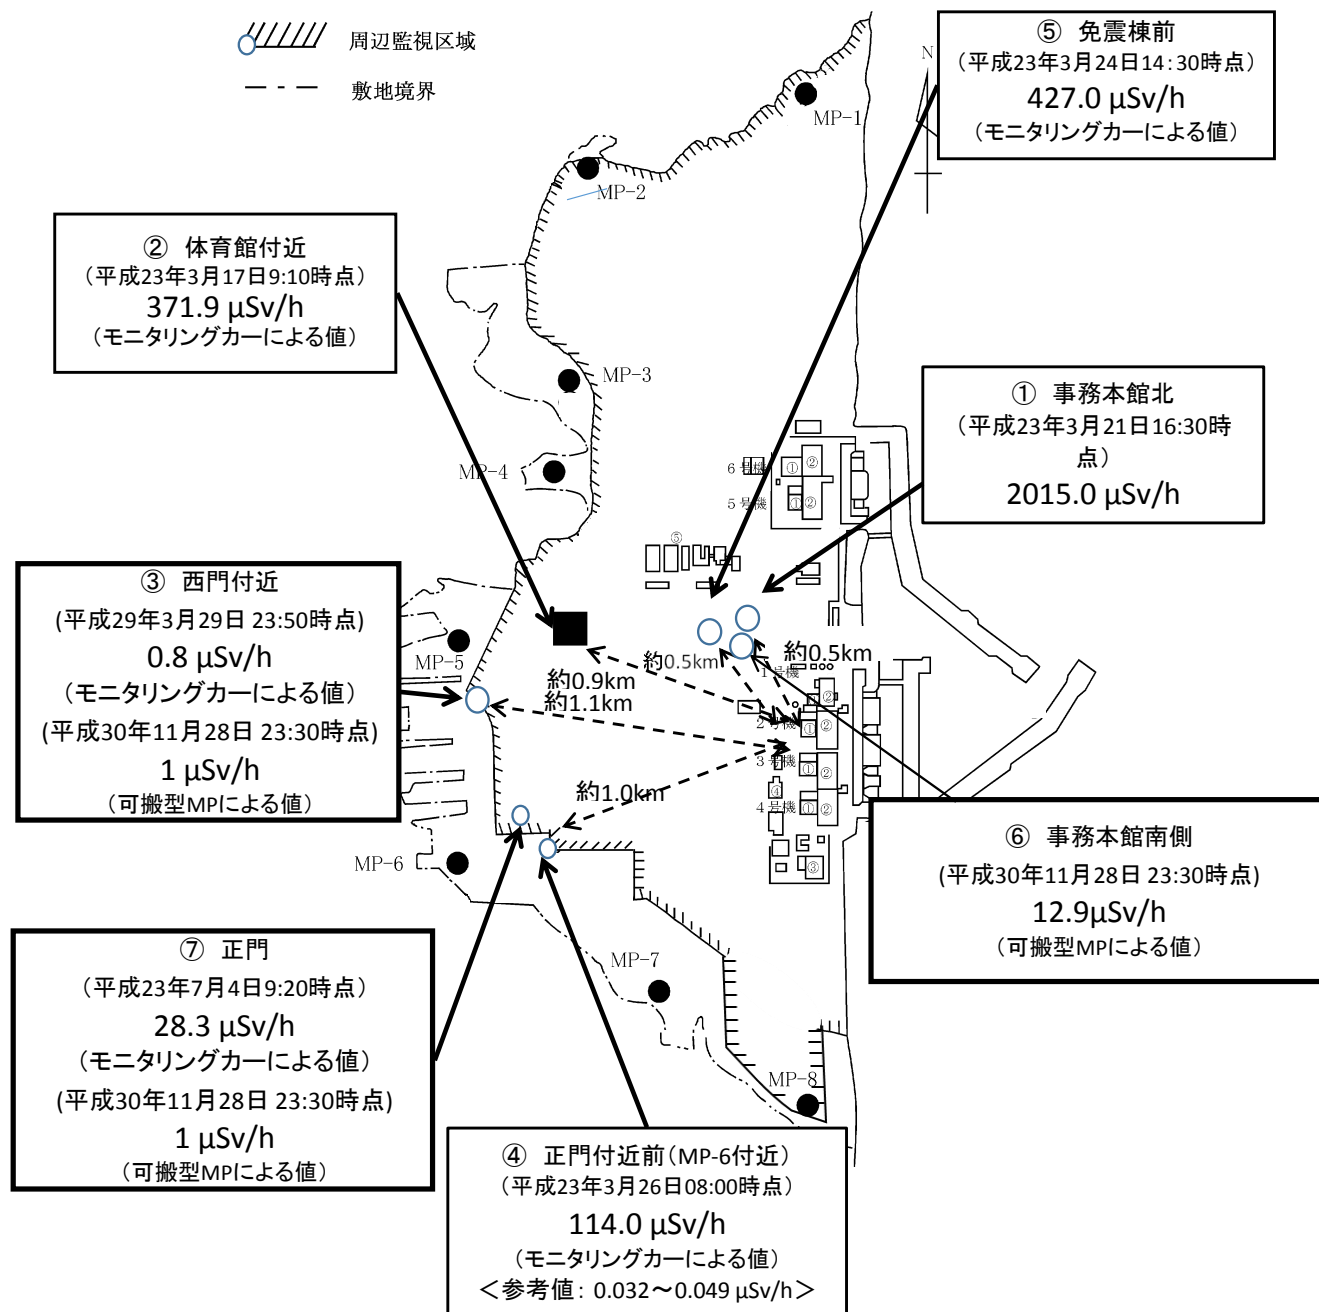 周辺監視区域
敷地境界
⑤ 免震棟前
(平成23年3月24日14:30時点)
427.0 μSv/h
(モニタリングカーによる値)
N
MP-1
MP-2
② 体育館付近
(平成23年3月17日9:10時点)
371.9 μSv/h
(モニタリングカーによる値)
MP-3
① 事務本館北
(平成23年3月21日16:30時
点)
2015.0 μSv/h
MP-4
6号機
①
②
5号機
①
②
⑤
③ 西門付近
(平成29年3月29日 23:50時点)
0.8 μSv/h
(モニタリングカーによる値)
(平成30年11月28日 23:30時点)
1 μSv/h
(可搬型MPによる値)
MP-5
約0.9km
約1.1km
約0.5km
約0.5km
1号機
②
2号機
①
②
3号機
①
②
約1.0km
④
4号機
①
②
③
MP-6
⑥ 事務本館南側
(平成30年11月28日 23:30時点)
12.9μSv/h
(可搬型MPによる値)
⑦ 正門
(平成23年7月4日9:20時点)
28.3 μSv/h
(モニタリングカーによる値)
(平成30年11月28日 23:30時点)
1 μSv/h
(可搬型MPによる値)
MP-7
MP-8
④ 正門付近前(MP-6付近)
(平成23年3月26日08:00時点)
114.0 μSv/h
(モニタリングカーによる値)
<参考値: 0.032~0.049 μSv/h>